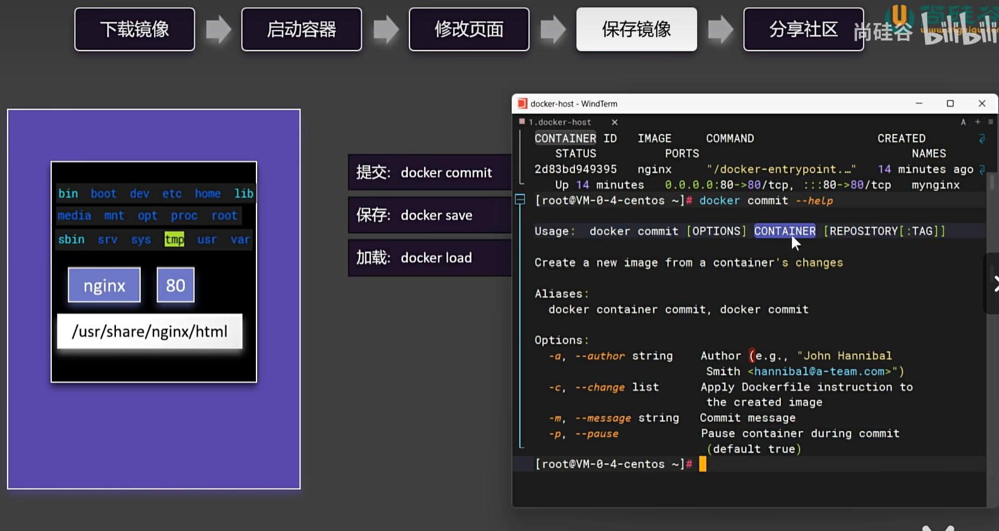 下载镜像
启动容器
修改页面
保存镜像
分享社区
尚硅谷
bilibili
bin boot dev etc home lib
media mnt opt proc root
sbin srv sys tmp usr var
nginx
80
/usr/share/nginx/html
提交: docker commit
保存: docker save
加载: docker load
docker-host - WindTerm
1.docker-host
CONTAINER ID IMAGE COMMAND CREATED
STATUS PORTS NAMES
2d83bd949395 nginx "/docker-entrypoint.…" 14 minutes ago
Up 14 minutes 0.0.0.0:80->80/tcp, :::80->80/tcp mynginx
[root@VM-0-4-centos ~]# docker commit --help
Usage: docker commit [OPTIONS] CONTAINER [REPOSITORY[:TAG]]
Create a new image from a container's changes
Aliases:
docker container commit, docker commit
Options:
-a, --author string Author (e.g., "John Hannibal
Smith <hannibal@a-team.com>")
-c, --change list Apply Dockerfile instruction to
the created image
-m, --message string Commit message
-p, --pause Pause container during commit
(default true)
[root@VM-0-4-centos ~]#